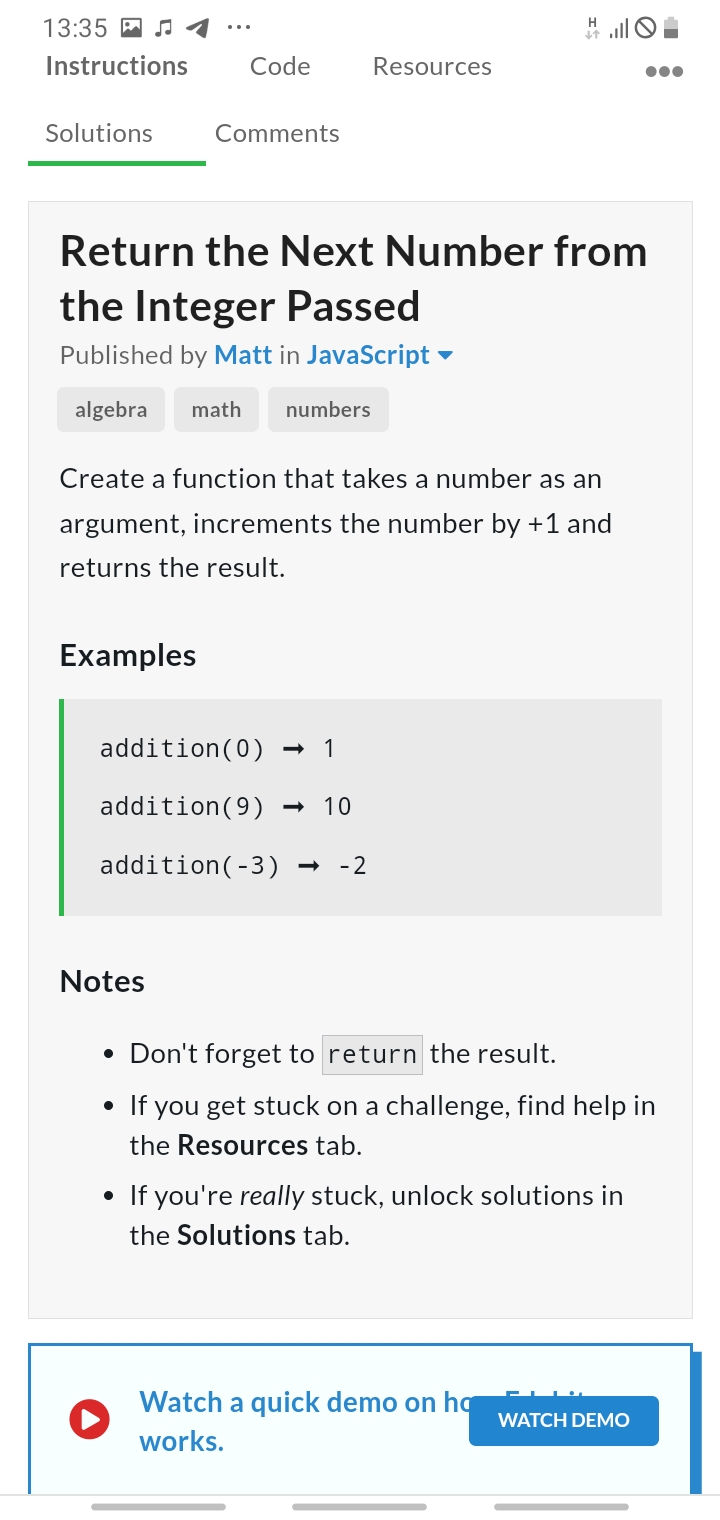 13:35
H
Instructions Code Resources
Solutions Comments
Return the Next Number from
the Integer Passed
Published by Matt in JavaScript
algebra math numbers
Create a function that takes a number as an
argument, increments the number by +1 and
returns the result.
Examples
addition(0) ➞ 1
addition(9) ➞ 10
addition(-3) ➞ -2
Notes
• Don't forget to return the result.
• If you get stuck on a challenge, find help in
the Resources tab.
• If you're really stuck, unlock solutions in
the Solutions tab.
Watch a quick demo on
works.
WATCH DEMO